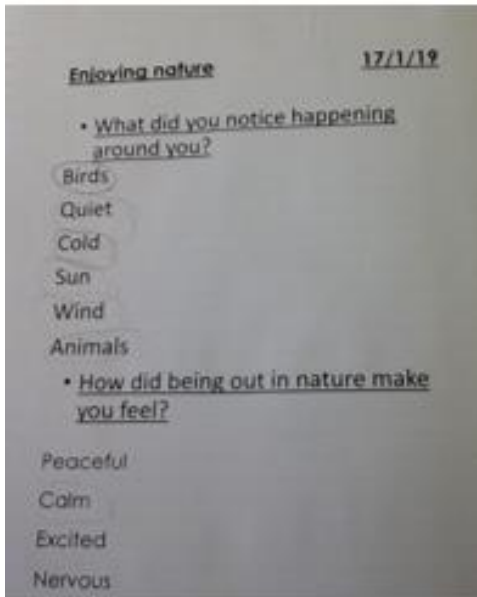 Enjoying nature 17/1/19
• What did you notice happening
around you?
Birds
Quiet
Cold
Sun
Wind
Animals
• How did being out in nature make
you feel?
Peaceful
Calm
Excited
Nervous